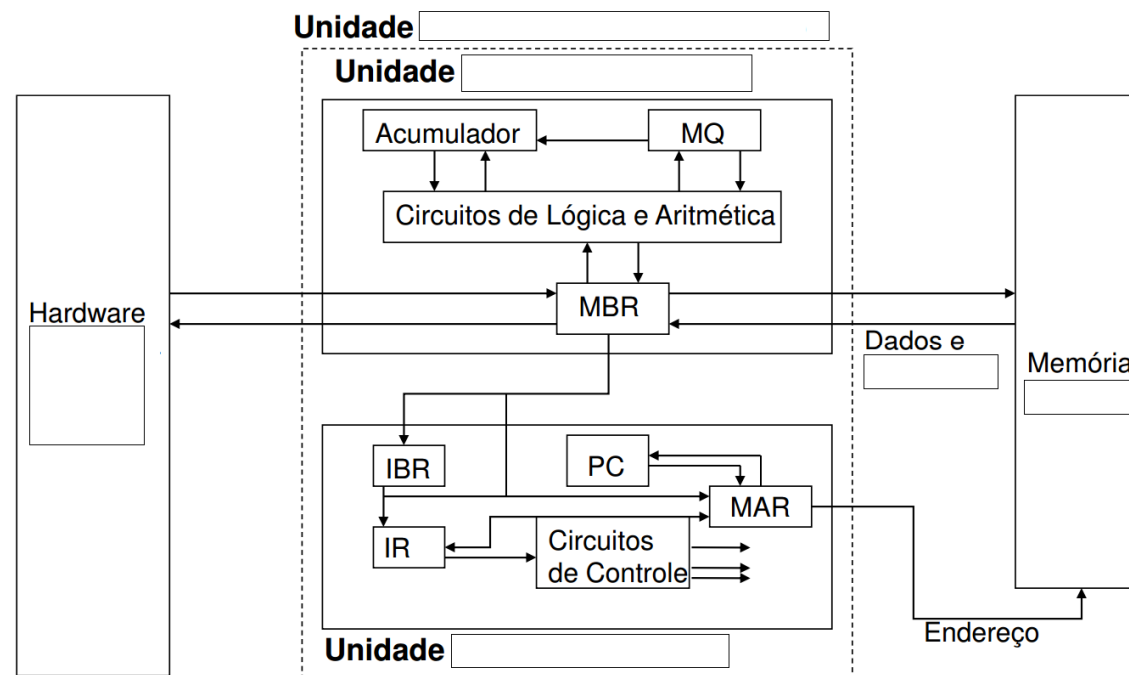 Unidade
Unidade
Acumulador
MQ
Circuitos de Lógica e Aritmética
MBR
Hardware
Dados e
Memória
IBR
PC
MAR
IR
Circuitos
de Controle
Endereço
Unidade